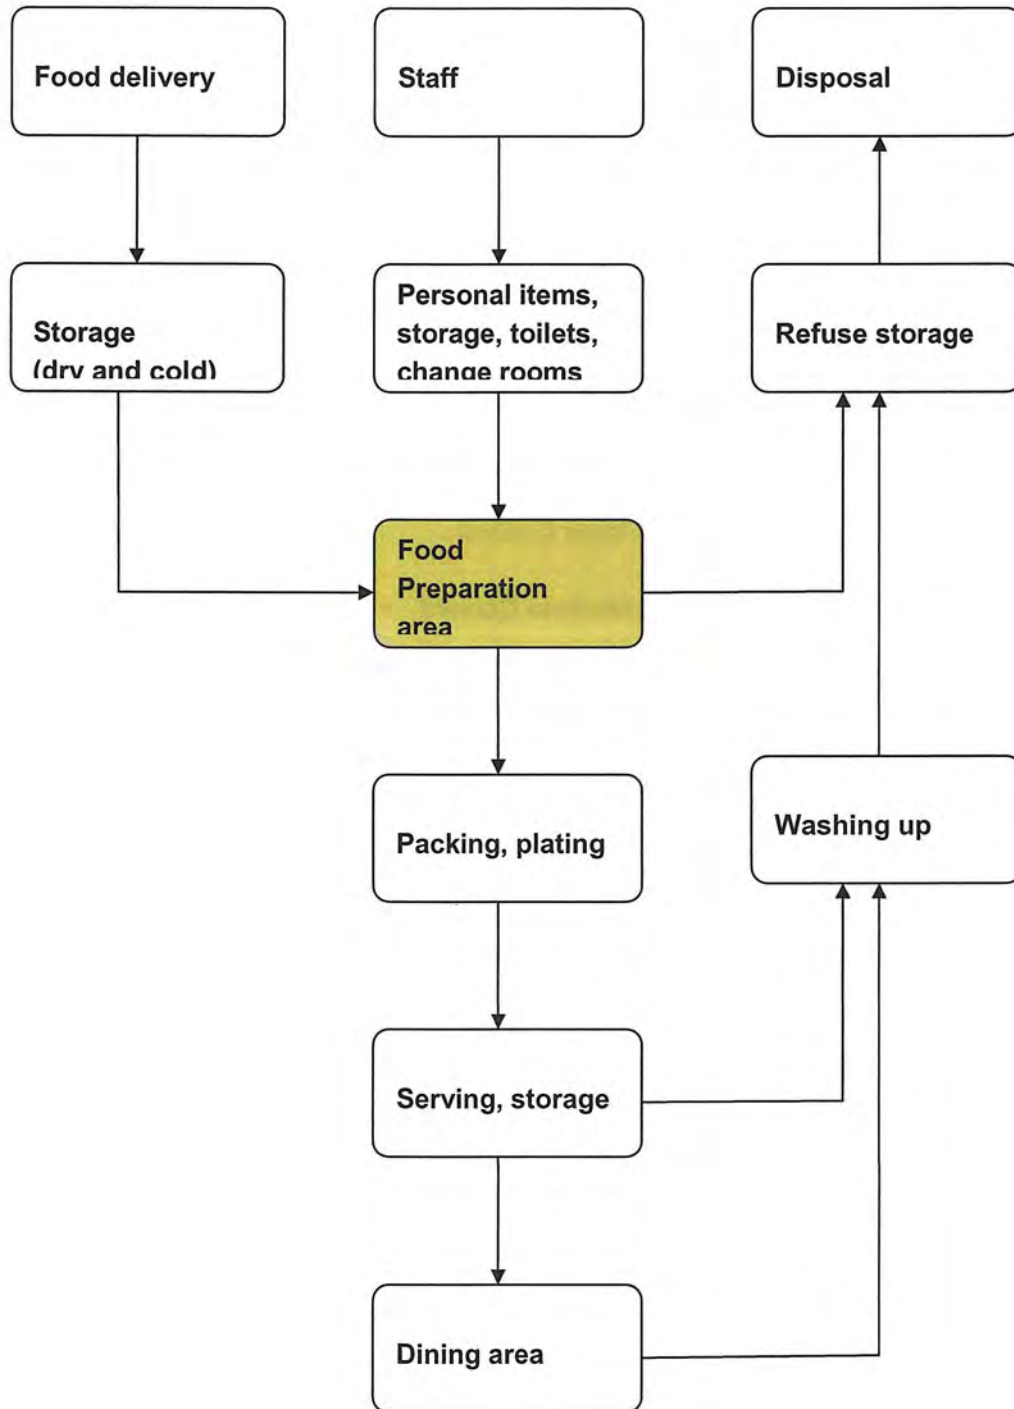 Food delivery
Staff
Disposal
Storage
(dry and cold)
Personal items,
storage, toilets,
change rooms
Refuse storage
Food
Preparation
area
Packing, plating
Washing up
Serving, storage
Dining area